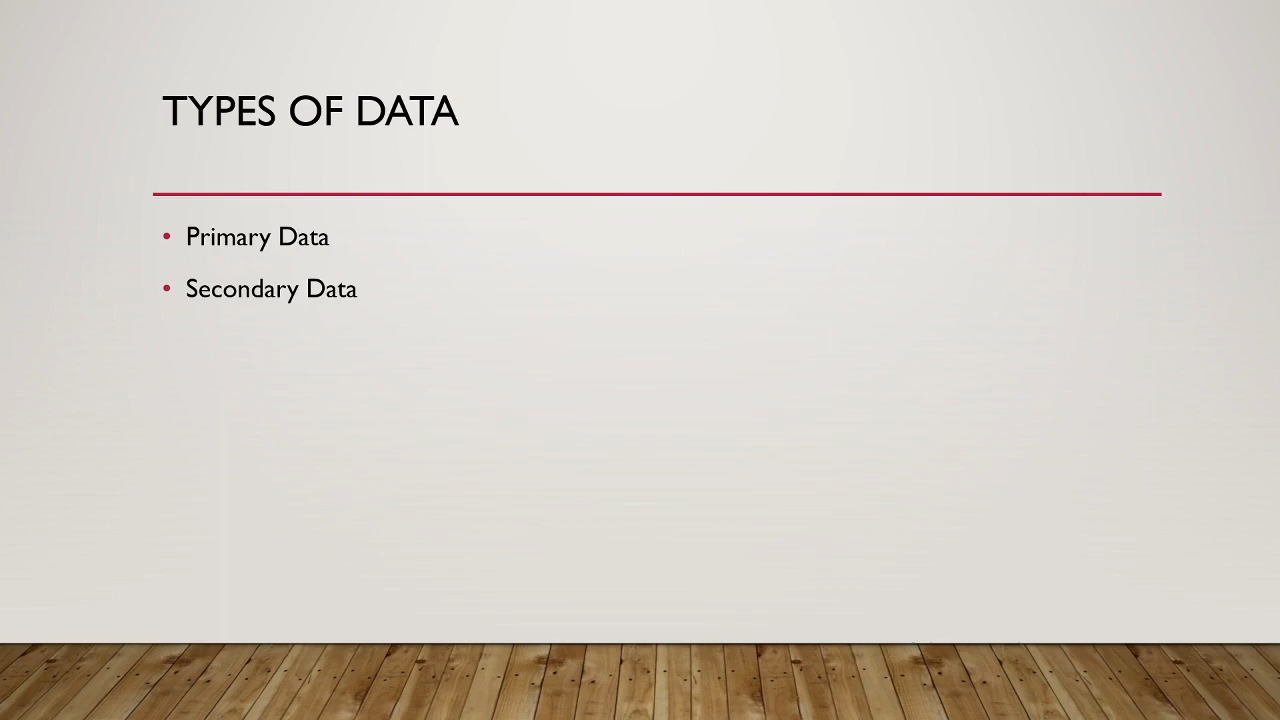 TYPES OF DATA
• Primary Data
• Secondary Data